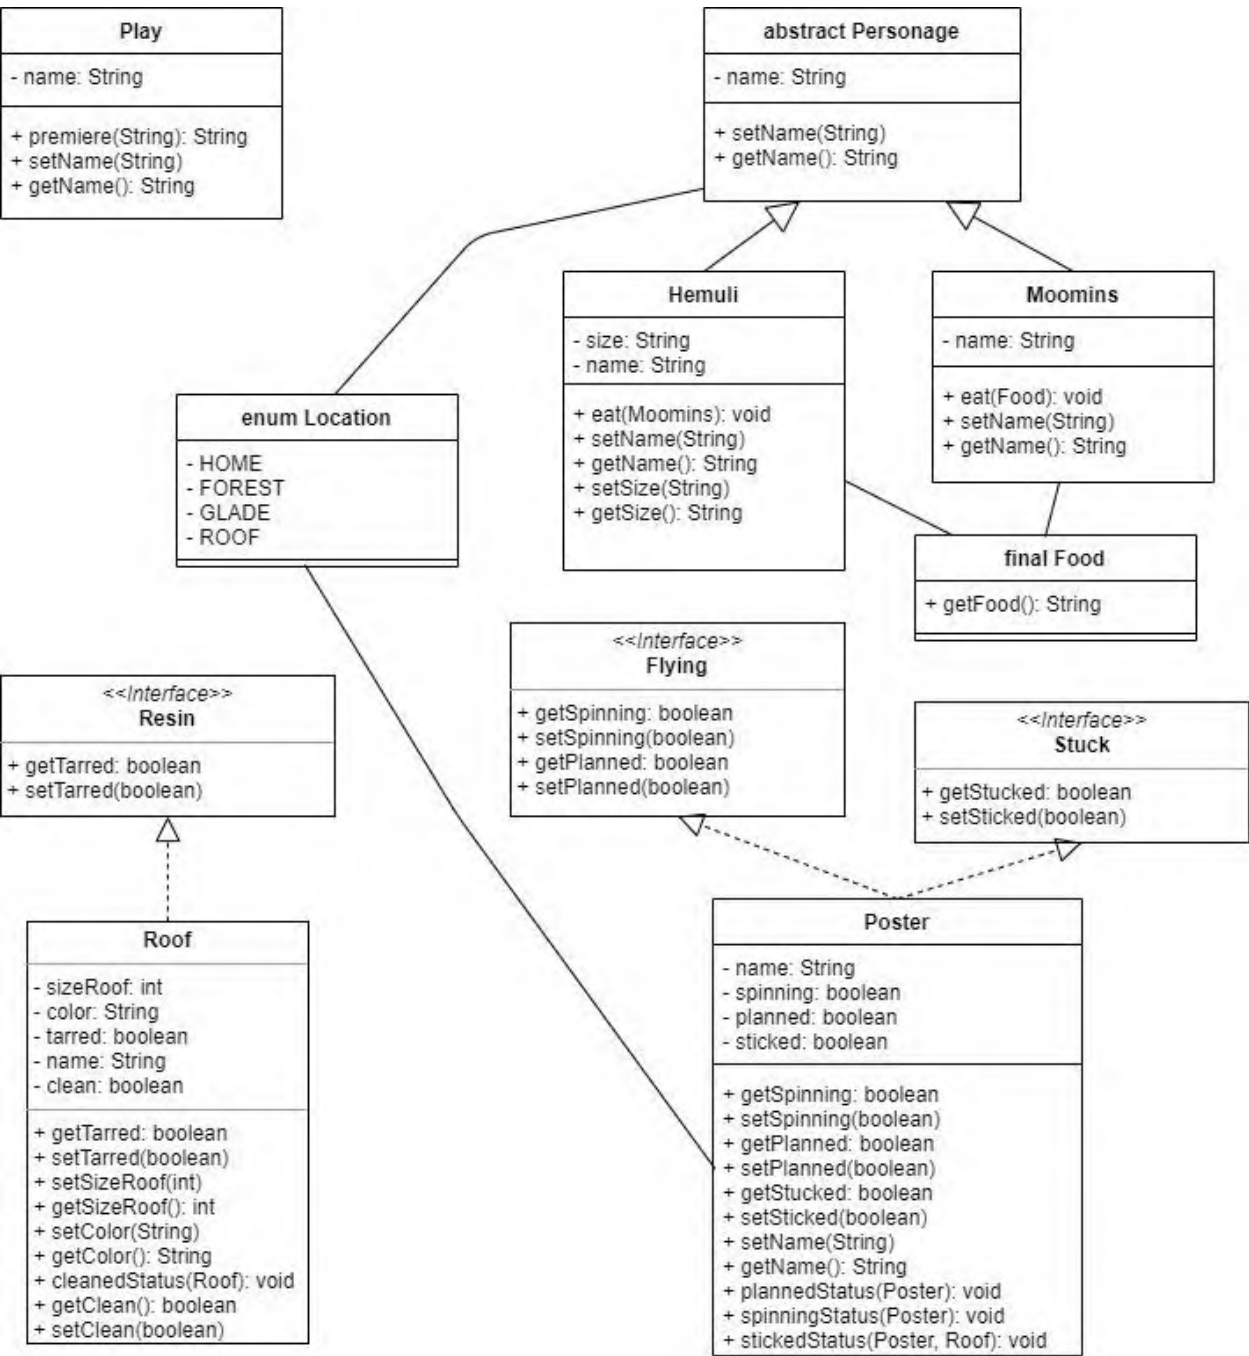 Play
- name: String
+ premiere(String): String
+ setName(String)
+ getName(): String
abstract Personage
- name: String
+ setName(String)
+ getName(): String
Hemuli
- size: String
- name: String
+ eat(Moomins): void
+ setName(String)
+ getName(): String
+ setSize(String)
+ getSize(): String
Moomins
- name: String
+ eat(Food): void
+ setName(String)
+ getName(): String
enum Location
- HOME
- FOREST
- GLADE
- ROOF
final Food
+ getFood(): String
<<Interface>>
Flying
+ getSpinning: boolean
+ setSpinning(boolean)
+ getPlanned: boolean
+ setPlanned(boolean)
<<Interface>>
Resin
+ getTarred: boolean
+ setTarred(boolean)
<<Interface>>
Stuck
+ getStucked: boolean
+ setSticked(boolean)
Roof
- sizeRoof: int
- color: String
- tarred: boolean
- name: String
- clean: boolean
+ getTarred: boolean
+ setTarred(boolean)
+ setSizeRoof(int)
+ getSizeRoof(): int
+ setColor(String)
+ getColor(): String
+ cleanedStatus(Roof): void
+ getClean(): boolean
+ setClean(boolean)
Poster
- name: String
- spinning: boolean
- planned: boolean
- sticked: boolean
+ getSpinning: boolean
+ setSpinning(boolean)
+ getPlanned: boolean
+ setPlanned(boolean)
+ getStucked: boolean
+ setSticked(boolean)
+ setName(String)
+ getName(): String
+ plannedStatus(Poster): void
+ spinningStatus(Poster): void
+ stickedStatus(Poster, Roof): void